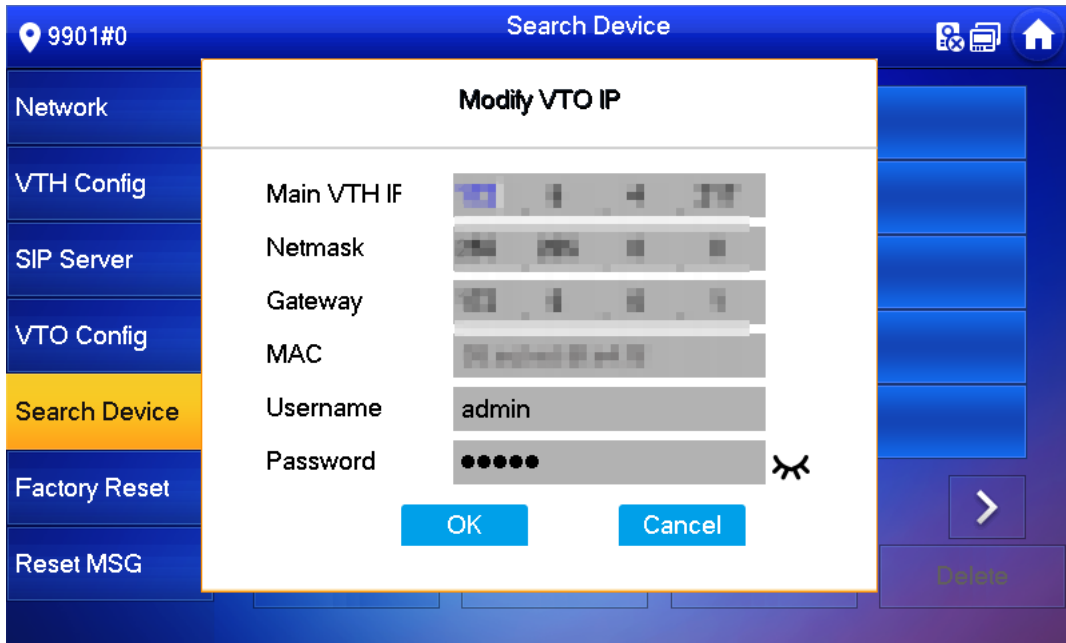 9901#0
Search Device
Network
VTH Config
SIP Server
VTO Config
Search Device
Factory Reset
Reset MSG
Modify VTO IP
Main VTH IF
Netmask
Gateway
MAC
Username admin
Password ●●●●●
OK Cancel
Delete